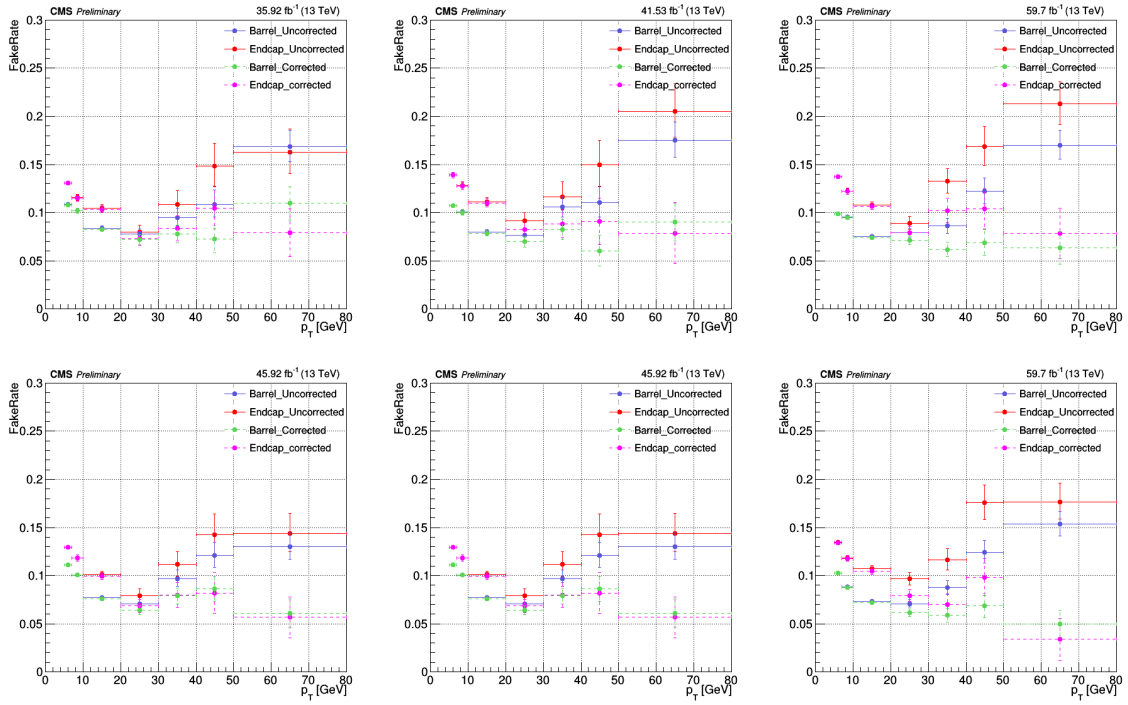 CMS Preliminary 35.92 fb-1 (13 TeV)
FakeRate
0.3
0.25
0.2
0.15
0.1
0.05
0
Barrel_Uncorrected
Endcap_Uncorrected
Barrel_Corrected
Endcap_corrected
0 10 20 30 40 50 60 70 80
pT [GeV]
CMS Preliminary 41.53 fb-1 (13 TeV)
FakeRate
0.3
0.25
0.2
0.15
0.1
0.05
0
Barrel_Uncorrected
Endcap_Uncorrected
Barrel_Corrected
Endcap_corrected
0 10 20 30 40 50 60 70 80
pT [GeV]
CMS Preliminary 59.7 fb-1 (13 TeV)
FakeRate
0.3
0.25
0.2
0.15
0.1
0.05
0
Barrel_Uncorrected
Endcap_Uncorrected
Barrel_Corrected
Endcap_corrected
0 10 20 30 40 50 60 70 80
pT [GeV]
CMS Preliminary 45.92 fb-1 (13 TeV)
FakeRate
0.3
0.25
0.2
0.15
0.1
0.05
0
Barrel_Uncorrected
Endcap_Uncorrected
Barrel_Corrected
Endcap_corrected
0 10 20 30 40 50 60 70 80
pT [GeV]
CMS Preliminary 45.92 fb-1 (13 TeV)
FakeRate
0.3
0.25
0.2
0.15
0.1
0.05
0
Barrel_Uncorrected
Endcap_Uncorrected
Barrel_Corrected
Endcap_corrected
0 10 20 30 40 50 60 70 80
pT [GeV]
CMS Preliminary 59.7 fb-1 (13 TeV)
FakeRate
0.3
0.25
0.2
0.15
0.1
0.05
0
Barrel_Uncorrected
Endcap_Uncorrected
Barrel_Corrected
Endcap_corrected
0 10 20 30 40 50 60 70 80
pT [GeV]